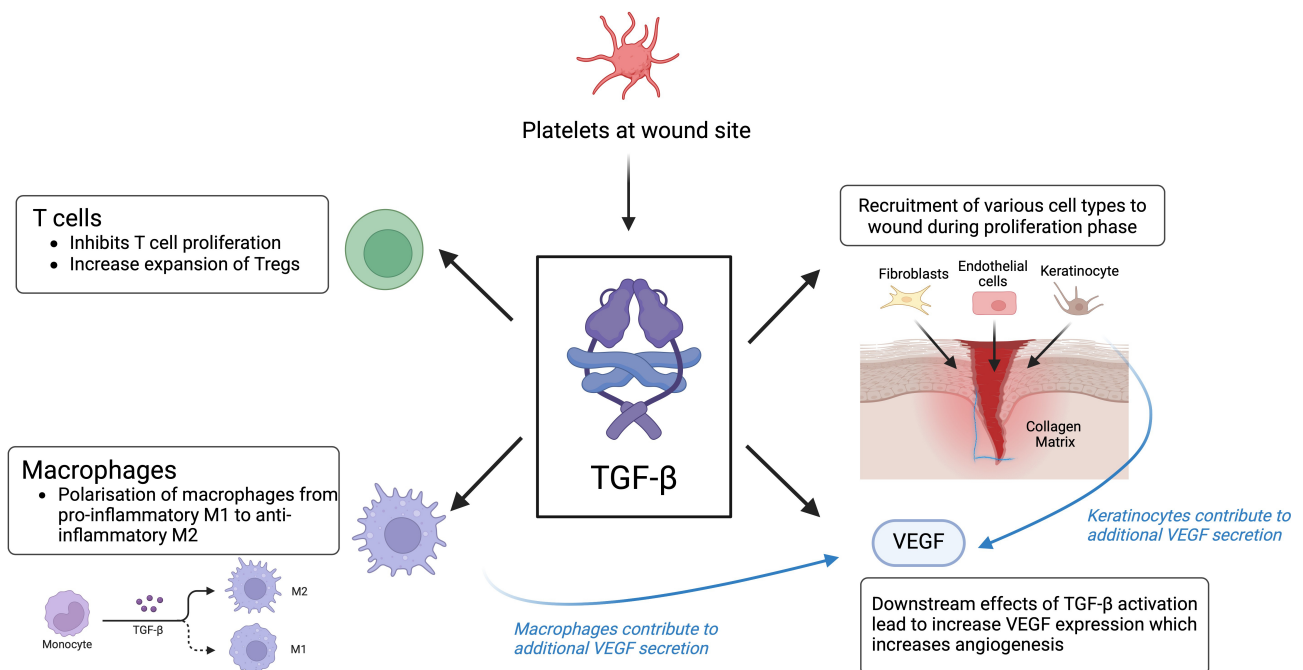 Platelets at wound site
T cells
• Inhibits T cell proliferation
• Increase expansion of Tregs
Recruitment of various cell types to
wound during proliferation phase
Fibroblasts
Endothelial
cells
Keratinocyte
Collagen
Matrix
TGF-β
Macrophages
• Polarisation of macrophages from
pro-inflammatory M1 to anti-
inflammatory M2
Monocyte
TGF-β
M2
M1
Macrophages contribute to
additional VEGF secretion
VEGF
Keratinocytes contribute to
additional VEGF secretion
Downstream effects of TGF-β activation
lead to increase VEGF expression which
increases angiogenesis